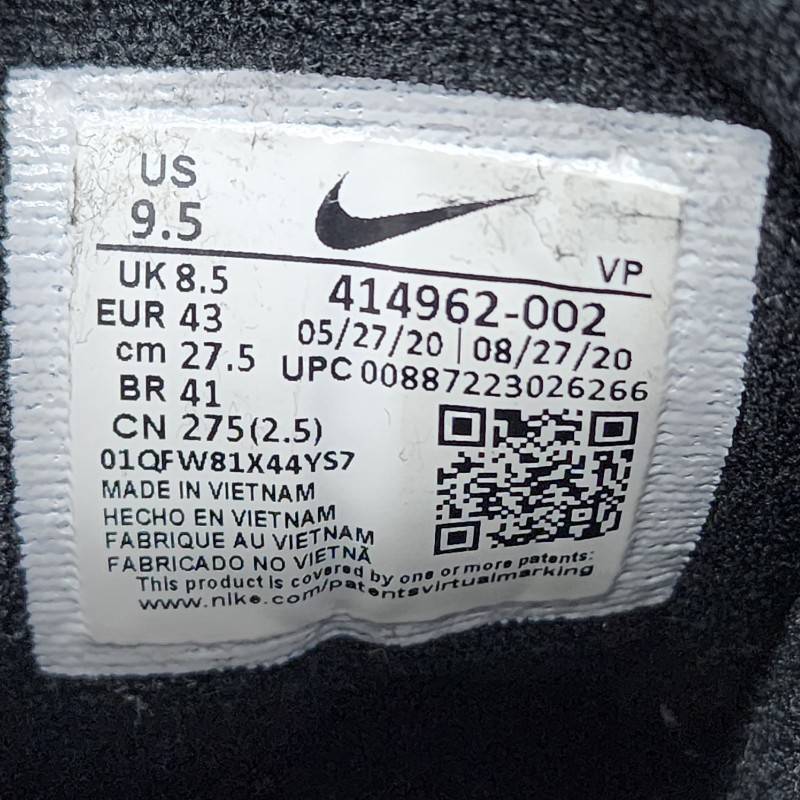 US
9.5
VP
UK 8.5
EUR 43
cm 27.5
BR 41
CN 275(2.5)
414962-002
05/27/20 | 08/27/20
UPC 00887223026266
01QFW81X44YS7
MADE IN VIETNAM
HECHO EN VIETNAM
FABRIQUE AU VIETNAM
FABRICADO NO VIETNÃ
This product is covered by one or more patents:
www.nike.com/patentsvirtualmarking